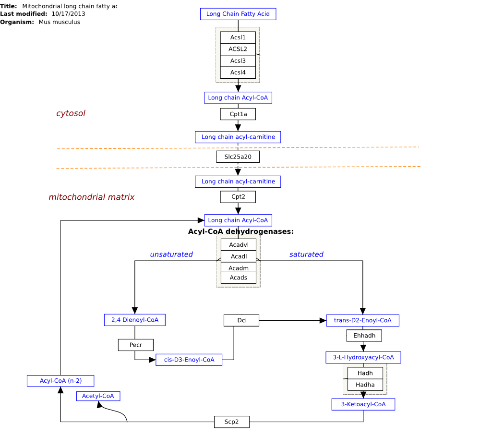 Title: Mitochondrial long chain fatty a:
Last modified: 10/17/2013
Organism: Mus musculus
Long Chain Fatty Acid
Acsl1
ACSL2
Acsl3
Acsl4
Long chain Acyl-CoA
cytosol
Cpt1a
Long chain acyl-carnitine
Slc25a20
Long chain acyl-carnitine
mitochondrial matrix
Cpt2
Long chain Acyl-CoA
Acyl-CoA dehydrogenases:
unsaturated
Acadvl
saturated
Acadl
Acadm
Acads
2,4-Dienoyl-CoA
Dci
trans-D2-Enoyl-CoA
Pecr
Ehhadh
cis-D3-Enoyl-CoA
3-L-Hydroxyacyl-CoA
Hadh
Hadha
Acyl-CoA (n-2)
Acetyl-CoA
3-Ketoacyl-CoA
Scp2